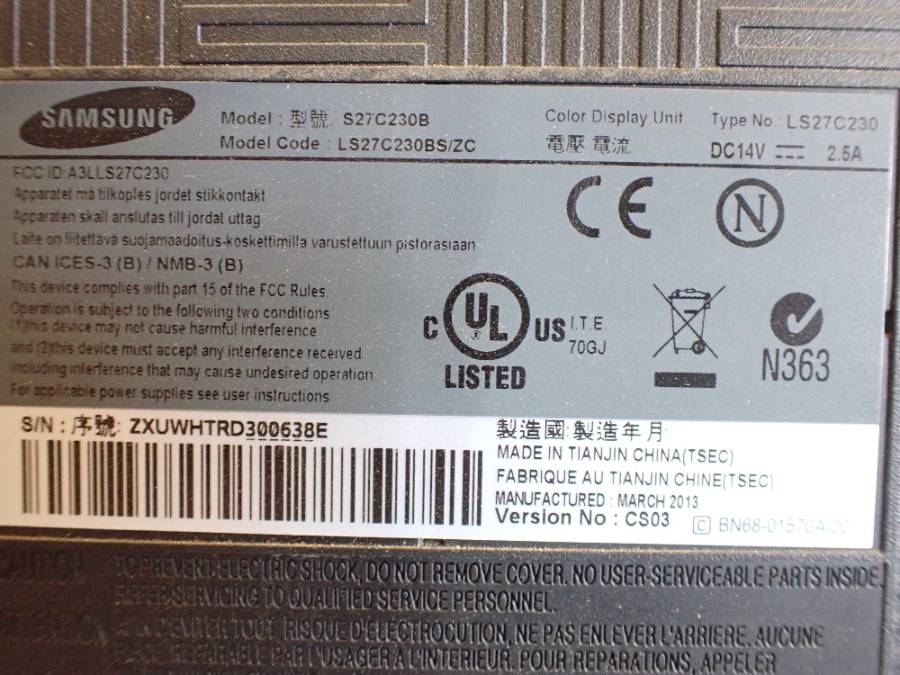 SAMSUNG
Model : 型號: S27C230B
Model Code : LS27C230BS/ZC
Color Display Unit
電壓 電流
Type No.: LS27C230
DC14V 2.5A
FCC ID:A3LLS27C230
Apparatet må tilkoples jordet stikkontakt
Apparaten skall anslutas till jordat uttag
Laite on liitettävä suojamaadoitus-koskettimilla varustettuun pistorasiaan
CAN ICES-3 (B) / NMB-3 (B)
This device complies with part 15 of the FCC Rules.
Operation is subject to the following two conditions
(1)this device may not cause harmful interference
and (2)this device must accept any interference received
including interference that may cause undesired operation
For applicable power supplies see user instructions
CE
N
C UL US
®
LISTED
I.T.E.
70GJ
N363
S/N : 序號: ZXUWHTRD300638E
製造國: 製造年月
MADE IN TIANJIN CHINA(TSEC)
FABRIQUE AU TIANJIN CHINE(TSEC)
MANUFACTURED : MARCH 2013
Version No : CS03
C BN68-01570A-00
CAUTION
TO PREVENT ELECTRIC SHOCK, DO NOT REMOVE COVER. NO USER-SERVICEABLE PARTS INSIDE.
REFER SERVICING TO QUALIFIED SERVICE PERSONNEL.
ATTENTION
AFIN D'EVITER TOUT RISQUE D'ELECTROCUTION, NE PAS ENLEVER L'ARRIERE. AUCUNE
PIECE REPARABLE PAR L'USAGER A L'INTERIEUR. POUR REPARATIONS, APPELER